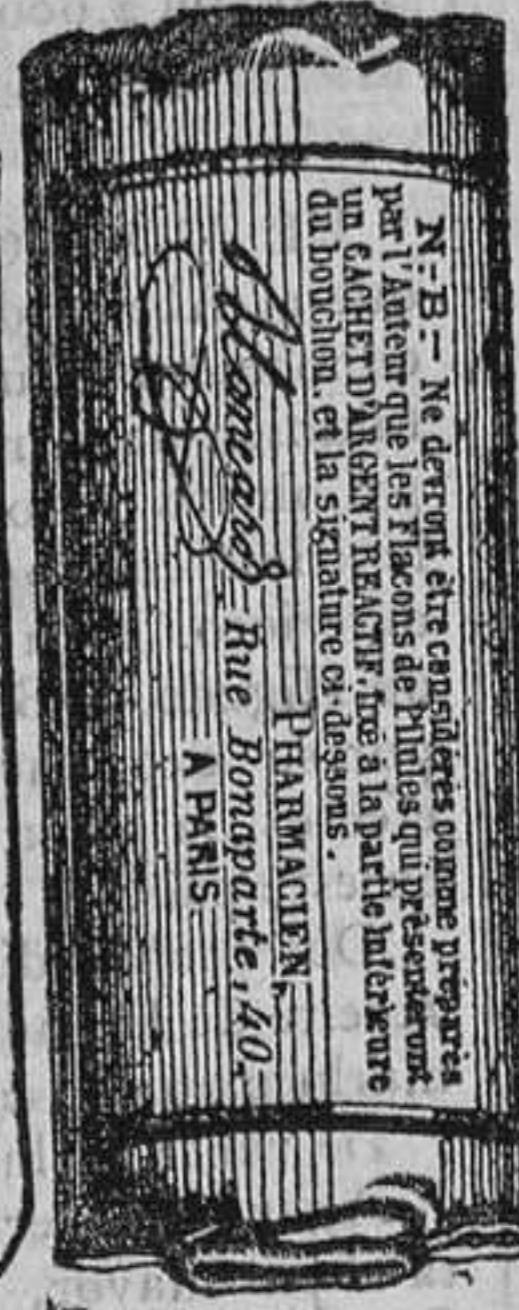 N-B:- Ne devront être considérés comme préparés
par l'Auteur que les Flacons de Pilules qui présenteront
un CACHET D'ARGENT REACTIF, fixé à la partie inférieure
du bouchon, et la signature ci-dessous.
PHARMACIEN,
Rue Bonaparte, 40,
A PARIS